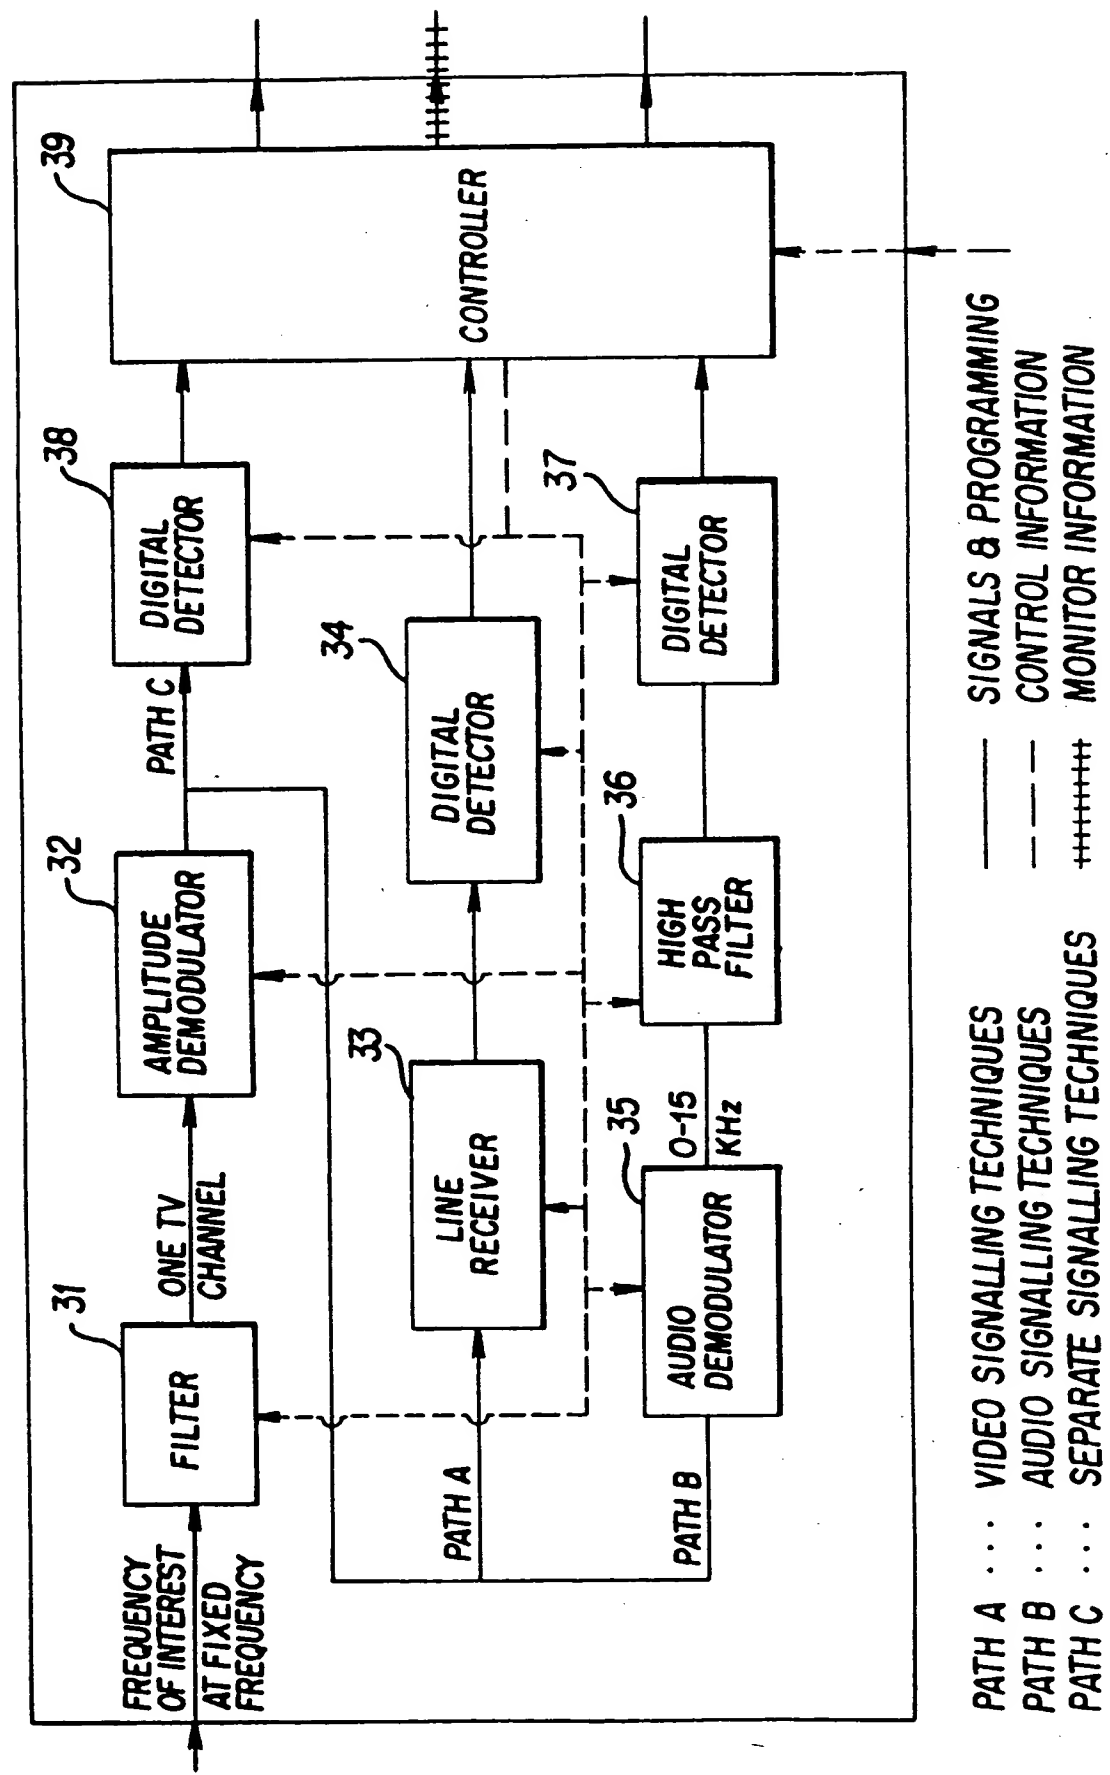 FREQUENCY
OF INTEREST
AT FIXED
FREQUENCY
31
FILTER
ONE TV
CHANNEL
32
AMPLITUDE
DEMODULATOR
PATH C
38
DIGITAL
DETECTOR
39
CONTROLLER
PATH A
33
LINE
RECEIVER
34
DIGITAL
DETECTOR
PATH B
35
AUDIO
DEMODULATOR
0-15
KHz
36
HIGH
PASS
FILTER
37
DIGITAL
DETECTOR
PATH A ... VIDEO SIGNALLING TECHNIQUES
PATH B ... AUDIO SIGNALLING TECHNIQUES
PATH C ... SEPARATE SIGNALLING TECHNIQUES
SIGNALS & PROGRAMMING
CONTROL INFORMATION
MONITOR INFORMATION